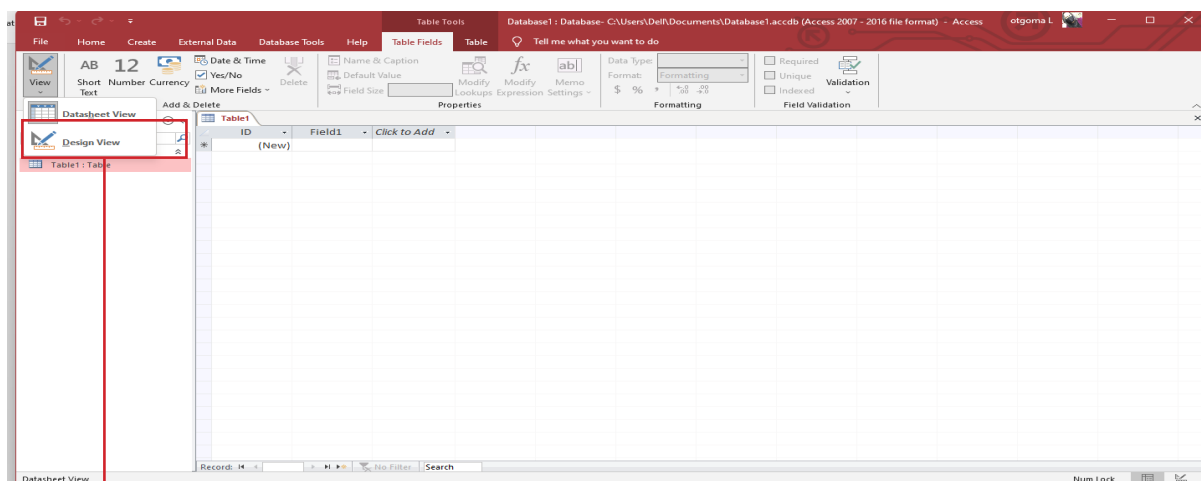 Table Tools Database1 : Database- C:\Users\Dell\Documents\Database1.accdb (Access 2007 - 2016 file format) - Access otgoma L
File Home Create External Data Database Tools Help Table Fields Table Tell me what you want to do
View
AB Short Text
12 Number
Currency
Date & Time
Yes/No
More Fields
Delete
Name & Caption
Default Value
Field Size
Modify Lookups
fx Modify Expression
ab Memo Settings
Data Type:
Format: Formatting
$ % ,
Required
Unique
Indexed
Validation
Add & Delete Properties Formatting Field Validation
Datasheet View
Design View
Table1 : Table
Table1
ID Field1 Click to Add
(New)
Record: No Filter Search
Datasheet View Num Lock